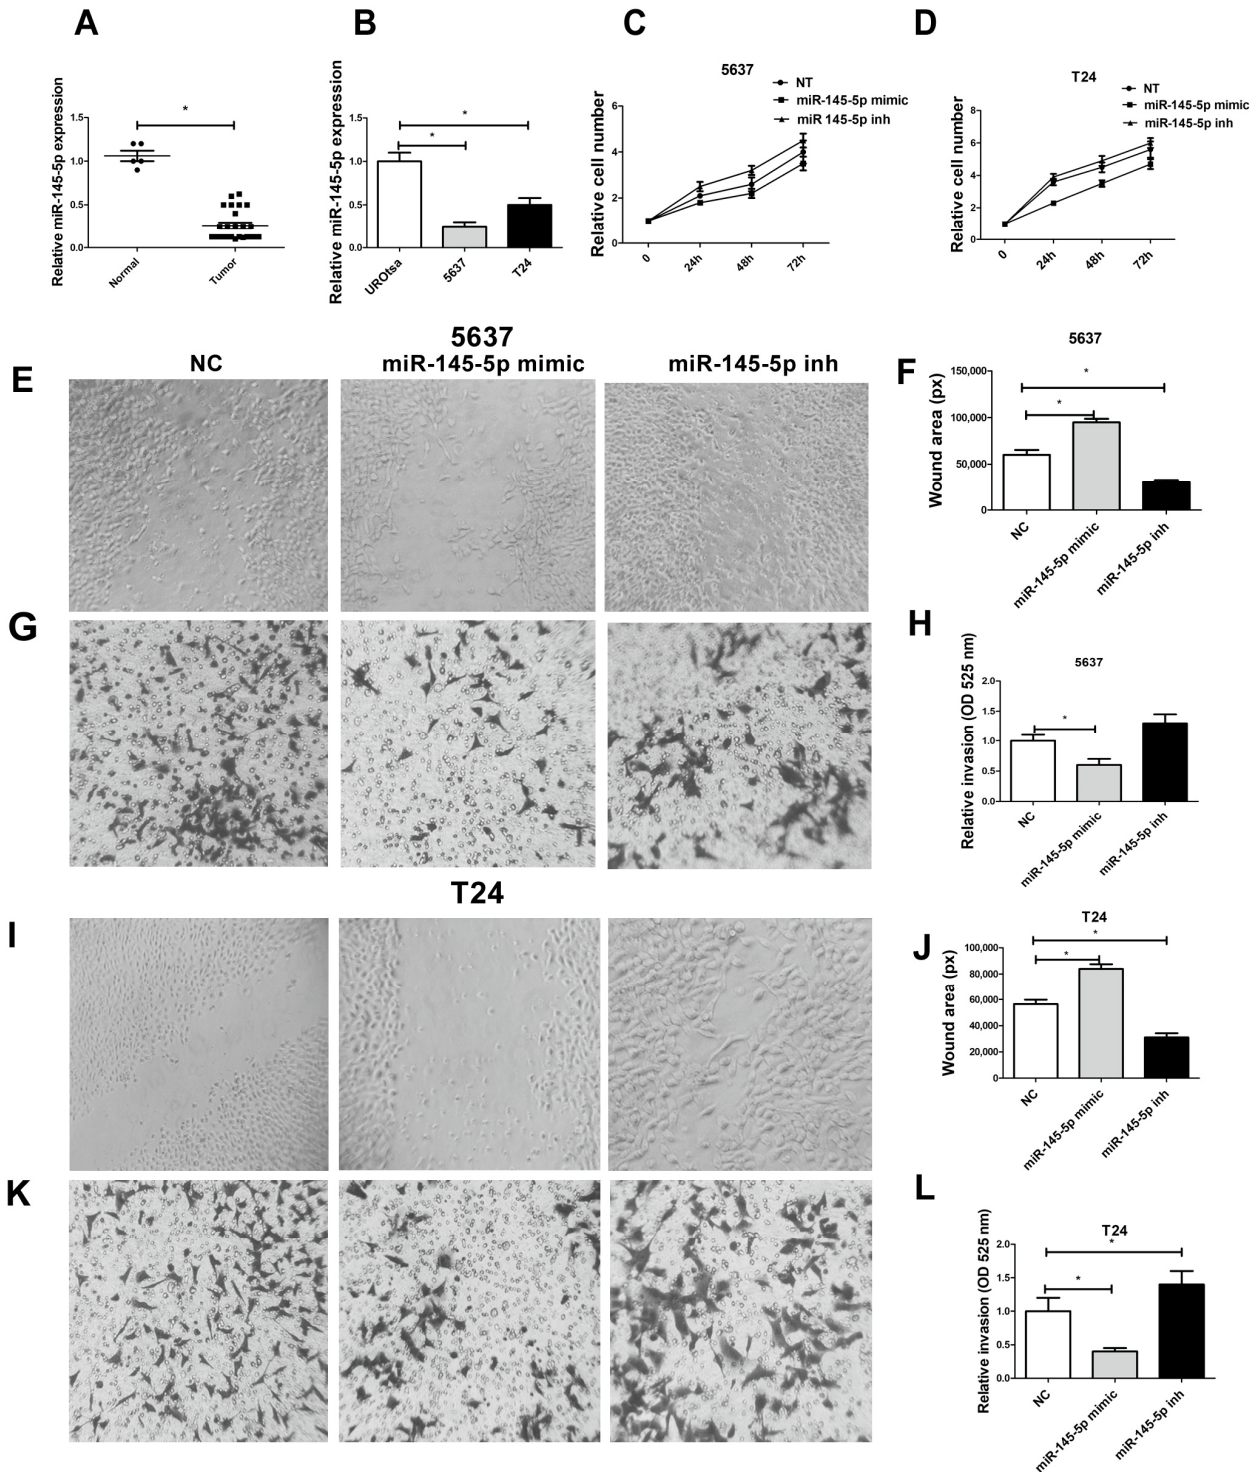 A
B
C
D
Relative miR-145-5p expression
1.5
1.0
0.5
0.0
*
Normal
Tumor
Relative miR-145-5p expression
1.5
1.0
0.5
0.0
*
*
UROtsa
5637
T24
5637
NT
miR-145-5p mimic
miR 145-5p inh
Relative cell number
6
4
2
0
0
24h
48h
72h
T24
NT
miR-145-5p mimic
miR-145-5p inh
Relative cell number
8
6
4
2
0
0
24h
48h
72h
5637
NC
miR-145-5p mimic
miR-145-5p inh
E
F
5637
Wound area (px)
150,000
100,000
50,000
0
*
*
NC
miR-145-5p mimic
miR-145-5p inh
G
H
5637
Relative invasion (OD 525 nm)
2.0
1.5
1.0
0.5
0.0
*
NC
miR-145-5p mimic
miR-145-5p inh
T24
I
J
T24
Wound area (px)
100,000
80,000
60,000
40,000
20,000
0
*
*
NC
miR-145-5p mimic
miR-145-5p inh
K
L
T24
Relative invasion (OD 525 nm)
2.0
1.5
1.0
0.5
0.0
*
*
NC
miR-145-5p mimic
miR-145-5p inh